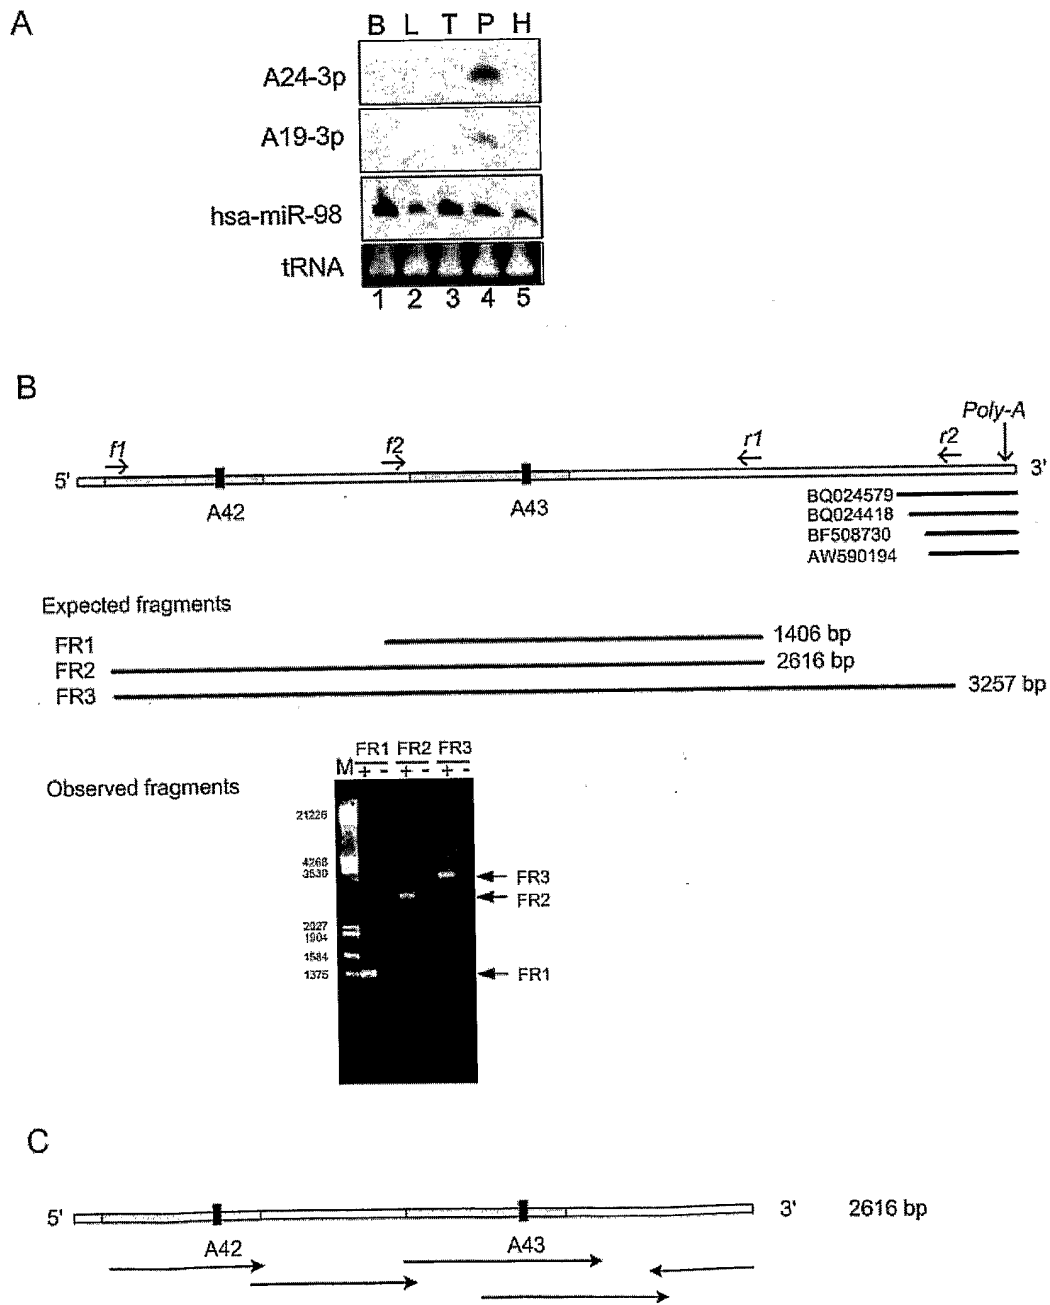 A
B L T P H
A24-3p
A19-3p
hsa-miR-98
tRNA
1 2 3 4 5
B
Poly-A
f1 f2 r1 r2
5' 3'
A42 A43
BQ024579
BQ024418
BF508730
AW590194
Expected fragments
FR1 1406 bp
FR2 2616 bp
FR3 3257 bp
Observed fragments
FR1 FR2 FR3
M + - + - + -
21226
4268
3530
2027
1904
1584
1375
FR3
FR2
FR1
C
5' 3' 2616 bp
A42 A43